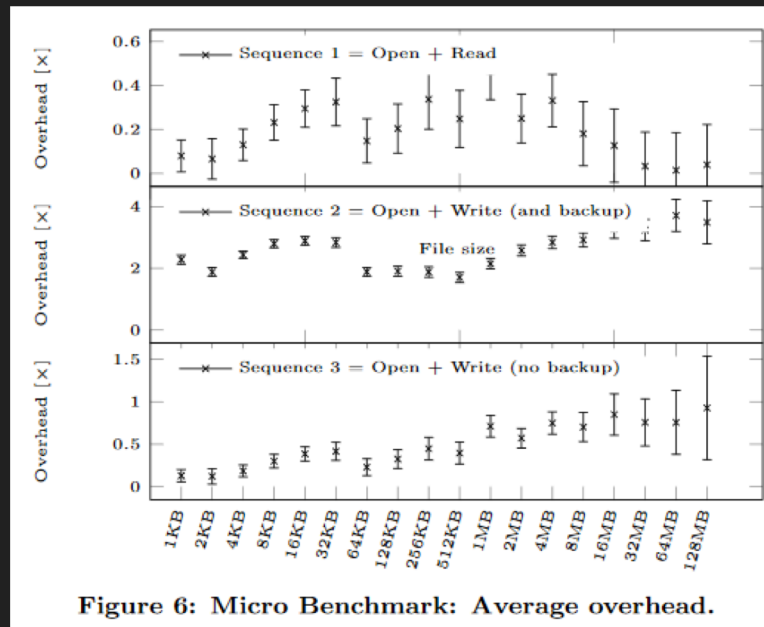 0.6
Sequence 1 = Open + Read
0.4
0.2
0
Overhead [×]
4
Sequence 2 = Open + Write (and backup)
File size
2
0
Overhead [×]
1.5
Sequence 3 = Open + Write (no backup)
1
0.5
0
Overhead [×]
1KB
2KB
4KB
8KB
16KB
32KB
64KB
128KB
256KB
512KB
1MB
2MB
4MB
8MB
16MB
32MB
64MB
128MB
Figure 6: Micro Benchmark: Average overhead.